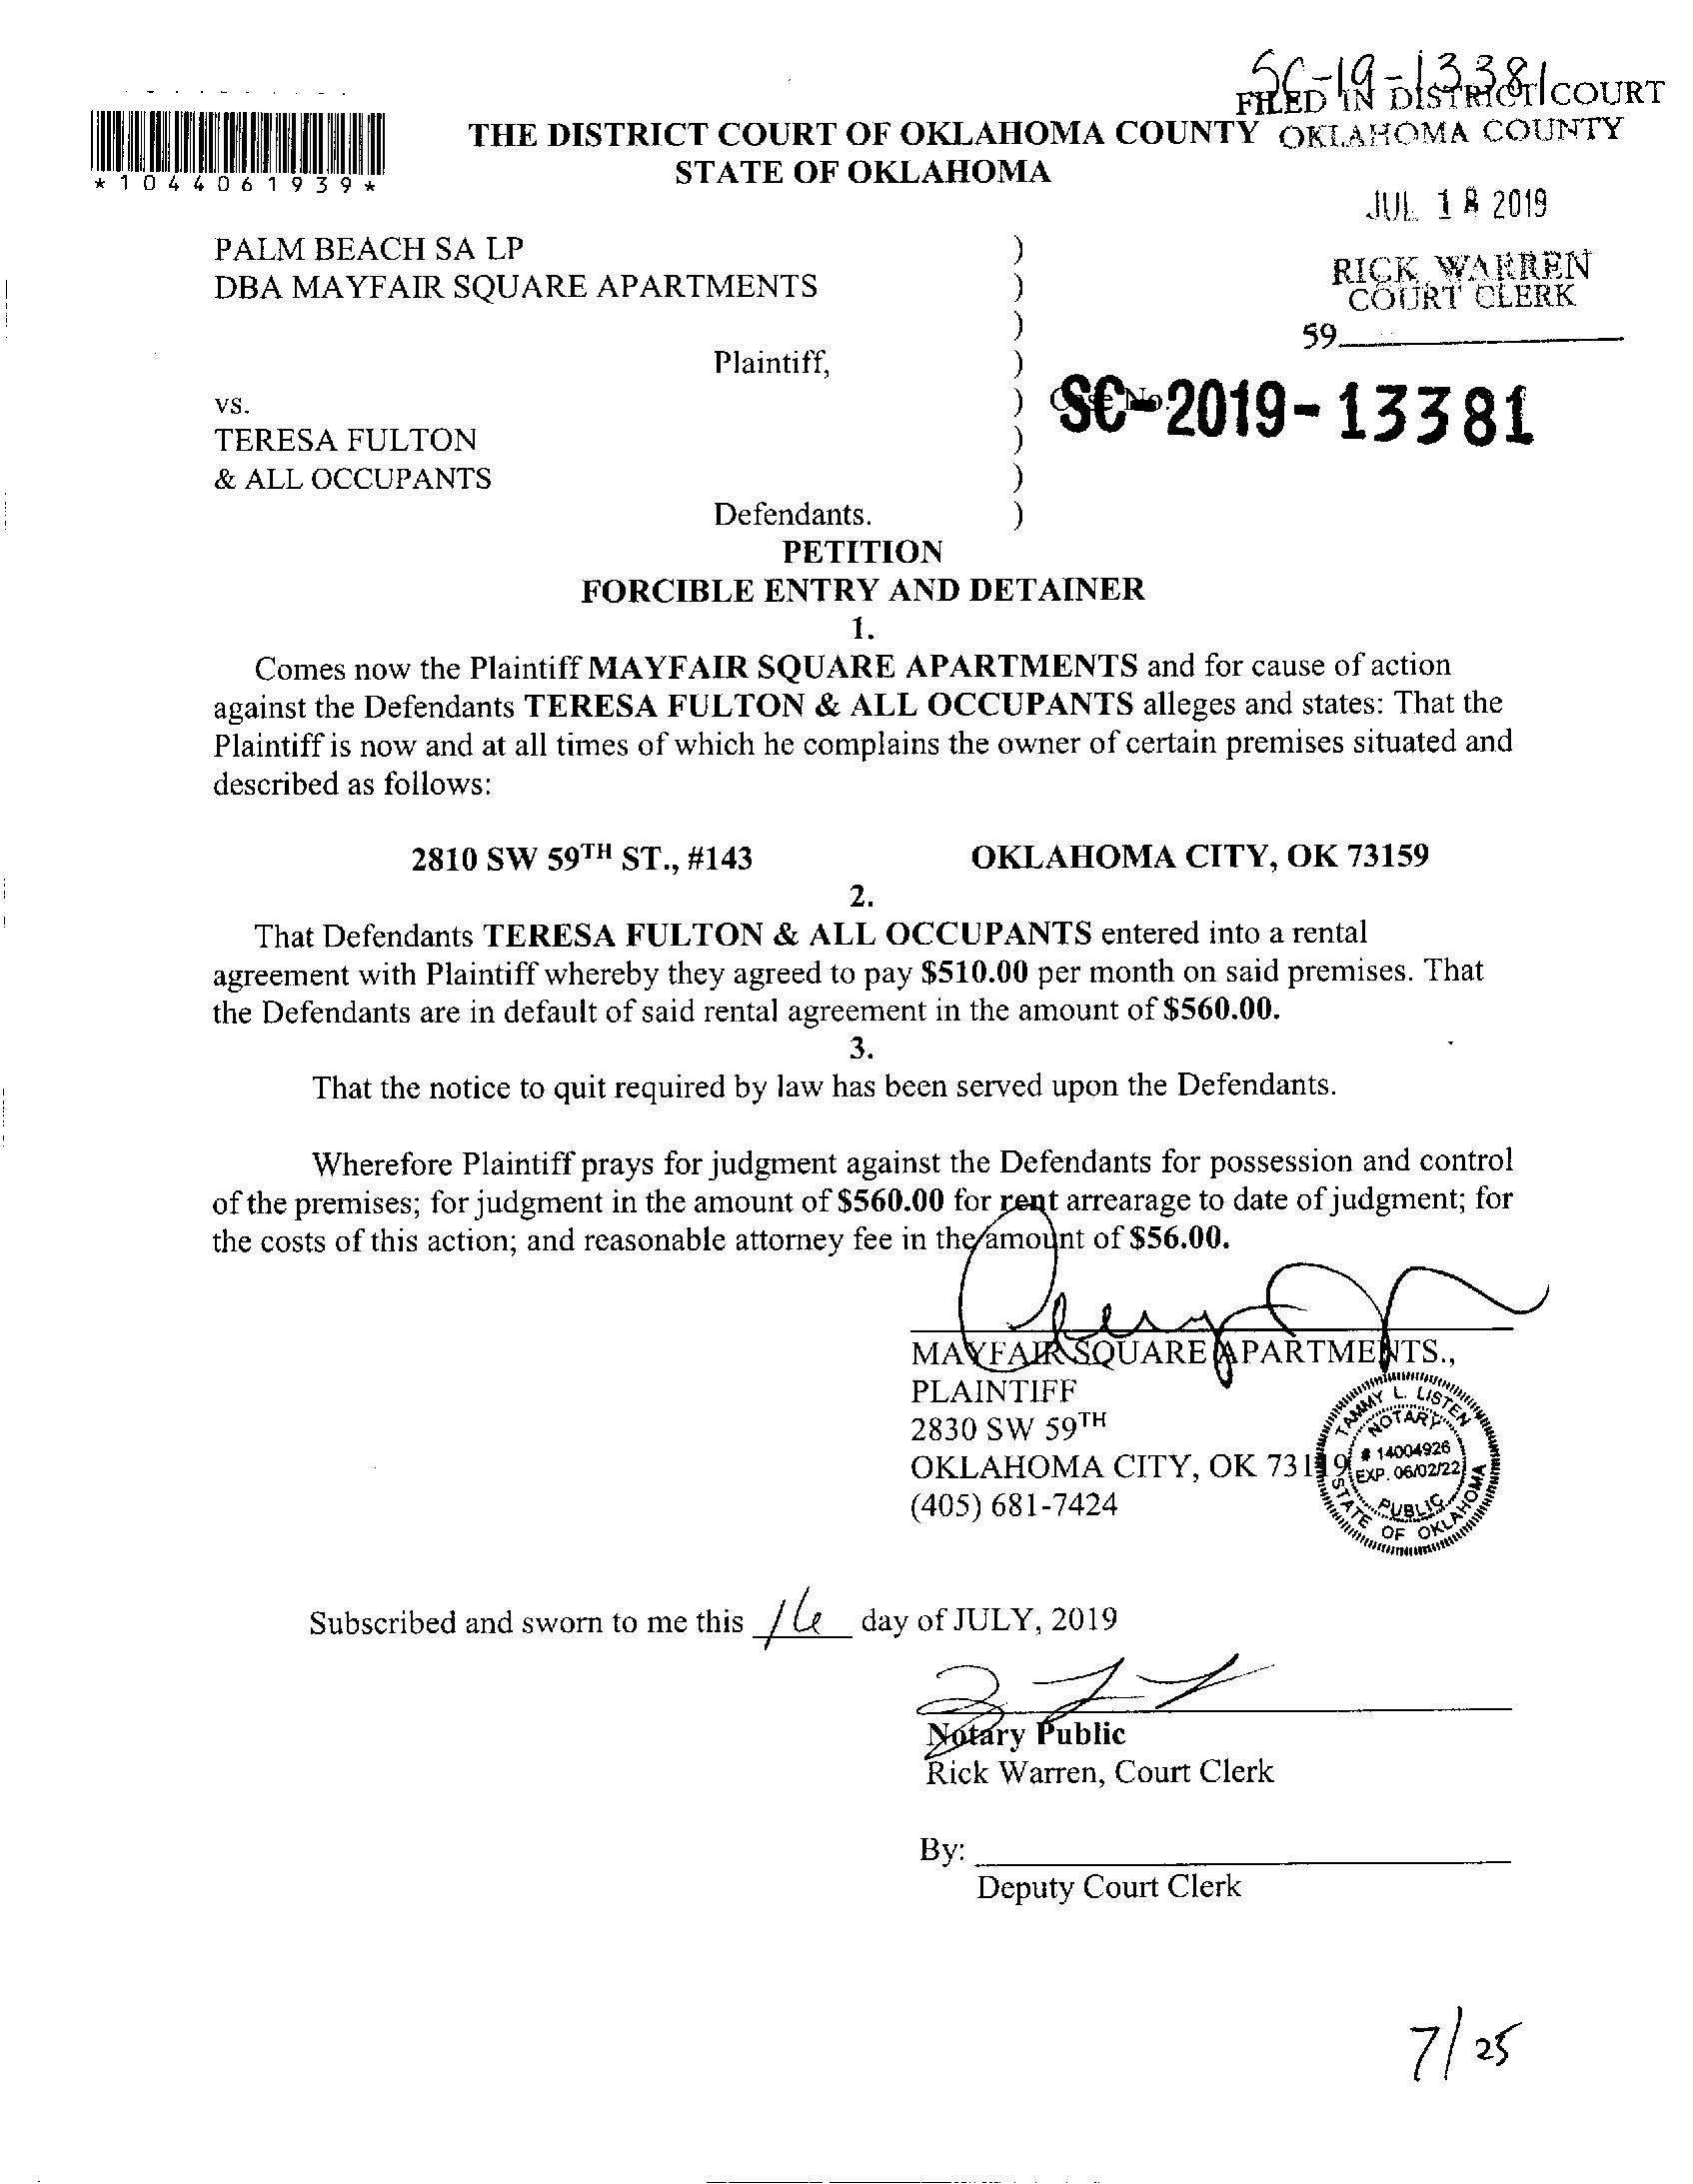 SC-19-13381
FILED IN DISTRICT COURT
OKLAHOMA COUNTY
*1044061939*
THE DISTRICT COURT OF OKLAHOMA COUNTY
STATE OF OKLAHOMA
JUL 18 2019
PALM BEACH SA LP )
DBA MAYFAIR SQUARE APARTMENTS )
)
RICK WARREN
COURT CLERK
59
Plaintiff, )
vs. ) Case No. SC-2019-13381
TERESA FULTON )
& ALL OCCUPANTS )
Defendants. )
PETITION
FORCIBLE ENTRY AND DETAINER
1.
Comes now the Plaintiff MAYFAIR SQUARE APARTMENTS and for cause of action
against the Defendants TERESA FULTON & ALL OCCUPANTS alleges and states: That the
Plaintiff is now and at all times of which he complains the owner of certain premises situated and
described as follows:
2810 SW 59TH ST., #143 OKLAHOMA CITY, OK 73159
2.
That Defendants TERESA FULTON & ALL OCCUPANTS entered into a rental
agreement with Plaintiff whereby they agreed to pay $510.00 per month on said premises. That
the Defendants are in default of said rental agreement in the amount of $560.00.
3.
That the notice to quit required by law has been served upon the Defendants.
Wherefore Plaintiff prays for judgment against the Defendants for possession and control
of the premises; for judgment in the amount of $560.00 for rent arrearage to date of judgment; for
the costs of this action; and reasonable attorney fee in the amount of $56.00.
MAYFAIR SQUARE APARTMENTS.,
PLAINTIFF
2830 SW 59TH
OKLAHOMA CITY, OK 73119
(405) 681-7424
TAMMY L. LISTEN
NOTARY
# 14004926
EXP. 06/02/22
PUBLIC
STATE OF OKLAHOMA
Subscribed and sworn to me this 16 day of JULY, 2019
Notary Public
Rick Warren, Court Clerk
By:
Deputy Court Clerk
7/25